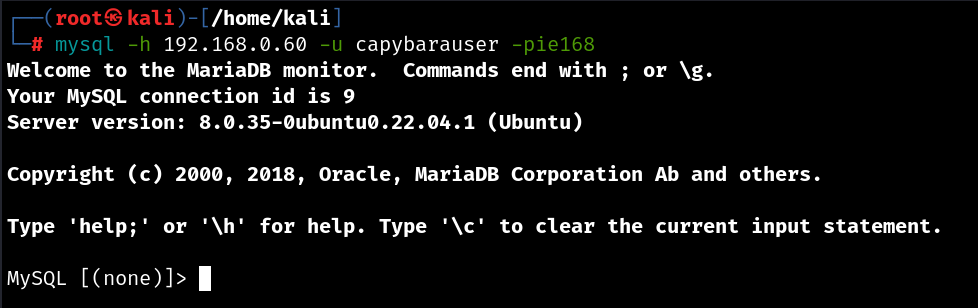 ┌──(root㉿kali)-[/home/kali]
└─# mysql -h 192.168.0.60 -u capybarauser -pie168
Welcome to the MariaDB monitor.  Commands end with ; or \g.
Your MySQL connection id is 9
Server version: 8.0.35-0ubuntu0.22.04.1 (Ubuntu)
Copyright (c) 2000, 2018, Oracle, MariaDB Corporation Ab and others.
Type 'help;' or '\h' for help. Type '\c' to clear the current input statement.
MySQL [(none)]>